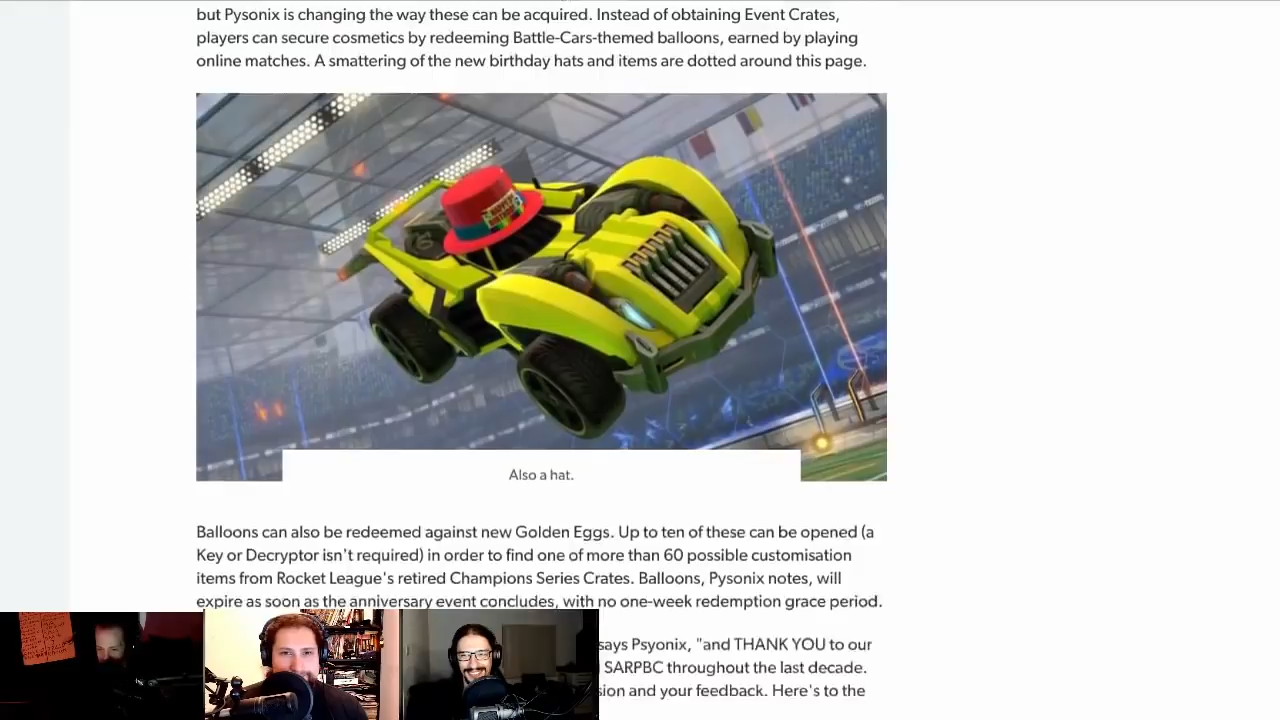 but Pysonix is changing the way these can be acquired. Instead of obtaining Event Crates,
players can secure cosmetics by redeeming Battle-Cars-themed balloons, earned by playing
online matches. A smattering of the new birthday hats and items are dotted around this page.
Also a hat.
Balloons can also be redeemed against new Golden Eggs. Up to ten of these can be opened (a
Key or Decryptor isn't required) in order to find one of more than 60 possible customisation
items from Rocket League's retired Champions Series Crates. Balloons, Pysonix notes, will
expire as soon as the anniversary event concludes, with no one-week redemption grace period.
says Psyonix, "and THANK YOU to our
SARPBC throughout the last decade.
sion and your feedback. Here's to the